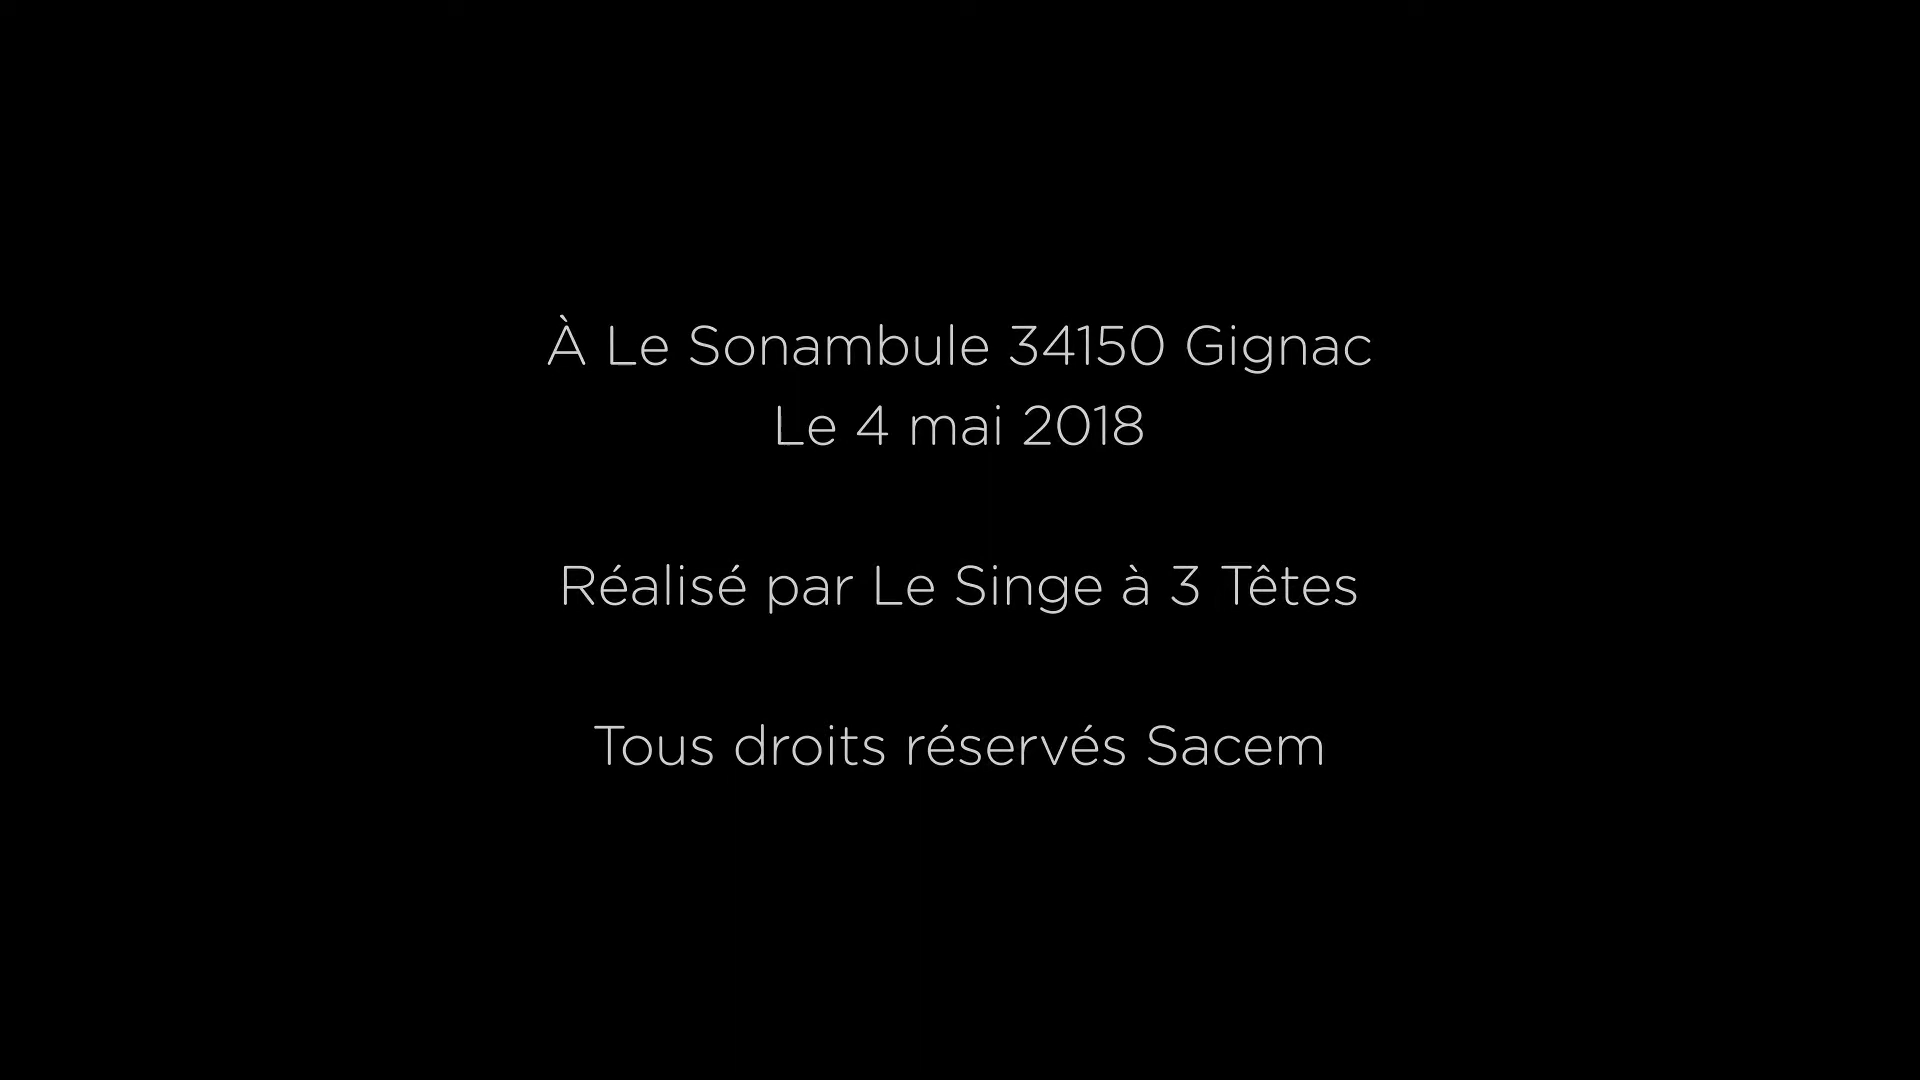 À Le Sonambule 34150 Gignac
Le 4 mai 2018
Réalisé par Le Singe à 3 Têtes
Tous droits réservés Sacem